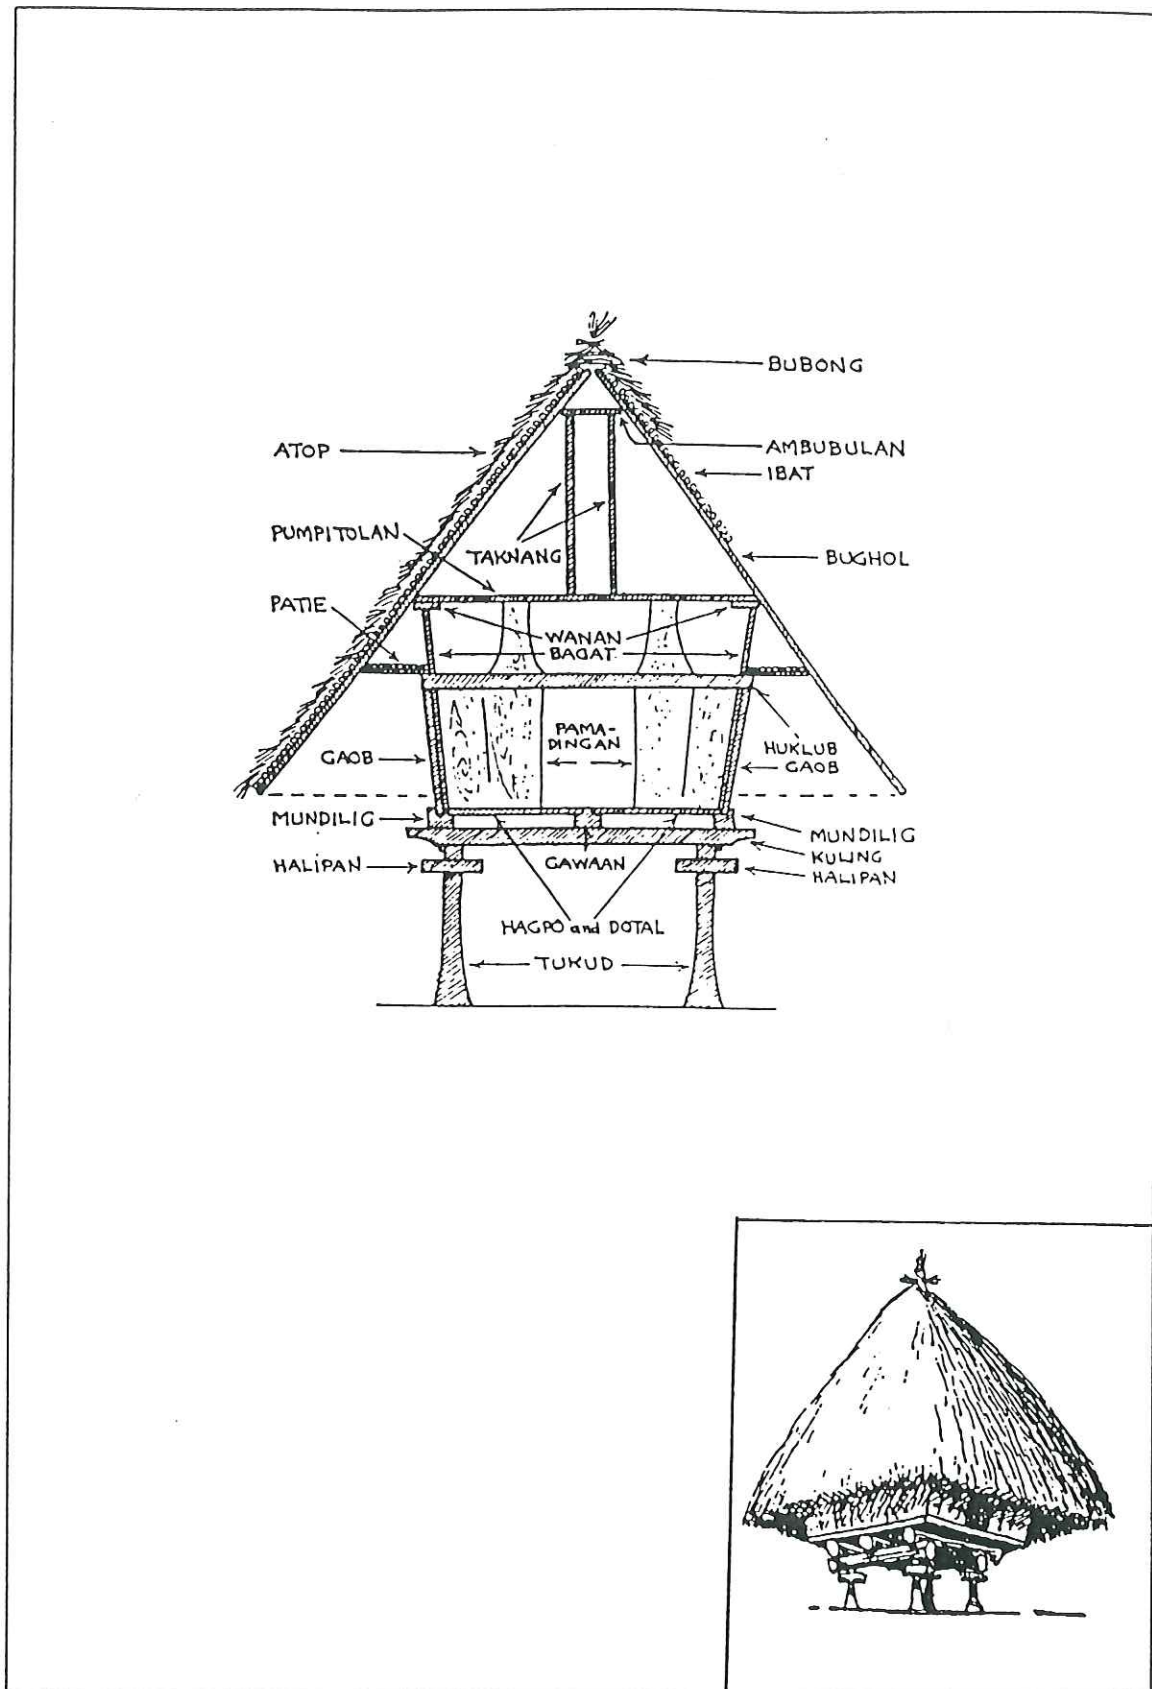 BUBONG
ATOP
AMBUBULAN
IBAT
PUMPITOLAN
TAKNANG
BUGHOL
PATIE
WANAN
BAGAT
PAMA-
DINGAN
GAOB
HUKLUB
GAOB
MUNDILIG
MUNDILIG
KULING
HALIPAN
GAWAAN
HALIPAN
HAGPO and DOTAL
TUKUD